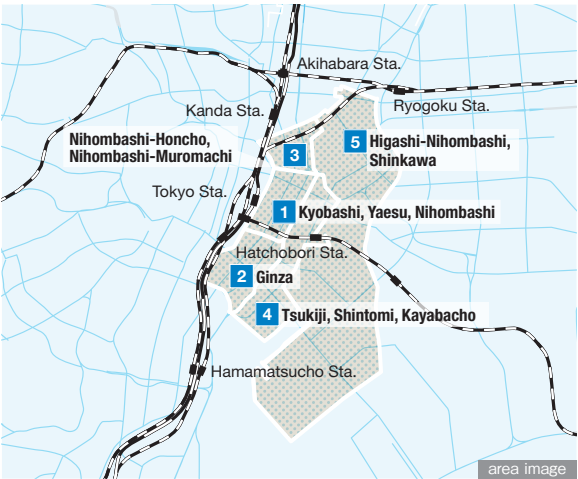 Akihabara Sta.
Kanda Sta.
Ryogoku Sta.
Nihombashi-Honcho,
Nihombashi-Muromachi
3
5 Higashi-Nihombashi,
Shinkawa
Tokyo Sta.
1 Kyobashi, Yaesu, Nihombashi
Hatchobori Sta.
2 Ginza
4 Tsukiji, Shintomi, Kayabacho
Hamamatsucho Sta.
area image